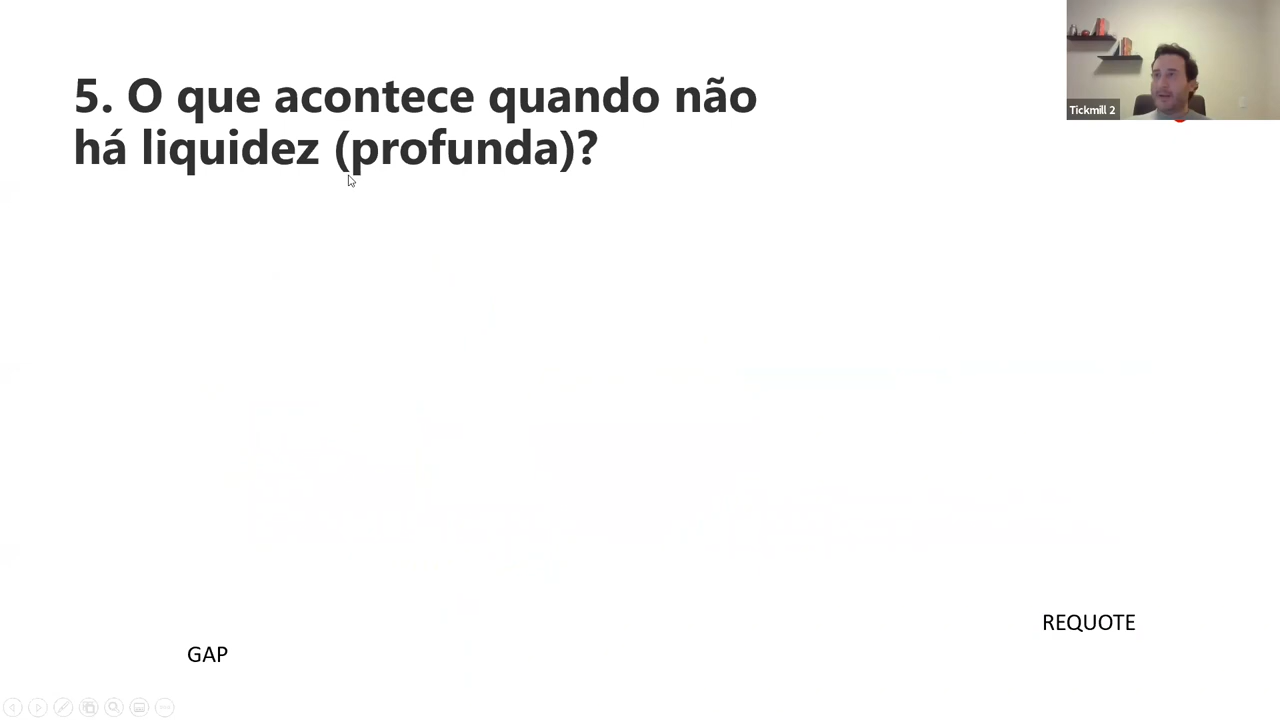 5. O que acontece quando não
há liquidez (profunda)?
Tickmill 2
REQUOTE
GAP